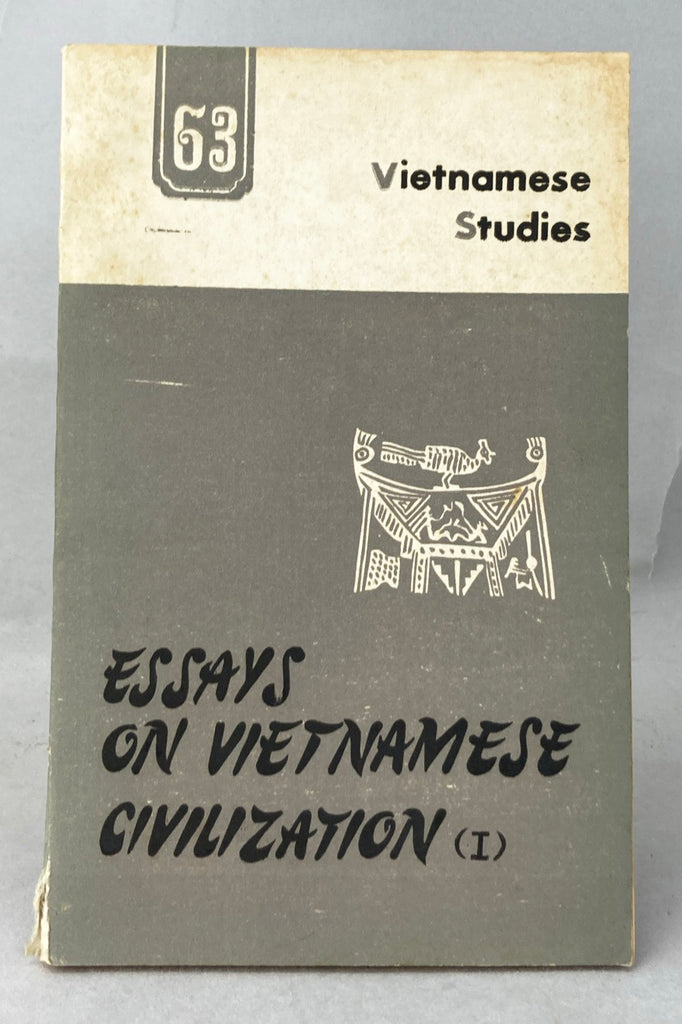 63
Vietnamese
Studies
ESSAYS
ON VIETNAMESE
CIVILIZATION (I)